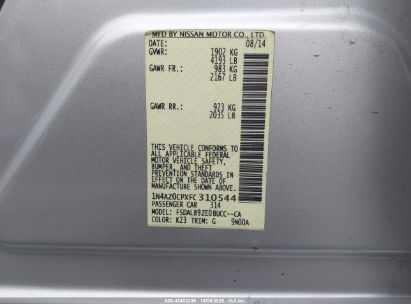 MFD BY NISSAN MOTOR CO., LTD
DATE: 08/14
GVWR: 1902 KG
4193 LB
GAWR FR.: 983 KG
2167 LB
GAWR RR.: 923 KG
2035 LB
THIS VEHICLE CONFORMS TO
ALL APPLICABLE FEDERAL
MOTOR VEHICLE SAFETY,
BUMPER, AND THEFT
PREVENTION STANDARDS IN
EFFECT ON THE DATE OF
MANUFACTURE SHOWN ABOVE.
1N4AZ0CPXFC310544
PASSENGER CAR 314
MODEL: FSDALB9ZE0BUCC--CA
COLOR: K23 TRIM: G 9N00A